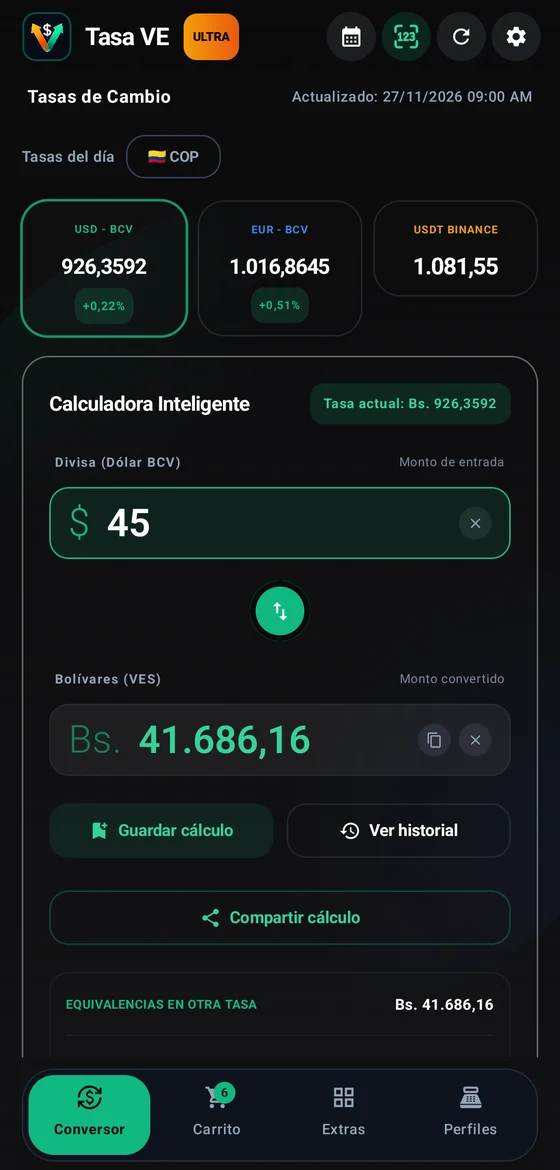 Tasa VE ULTRA 123
Tasas de Cambio Actualizado: 27/11/2026 09:00 AM
Tasas del día COP
USD - BCV EUR - BCV USDT BINANCE
926,3592 1.016,8645 1.081,55
+0,22% +0,51%
Calculadora Inteligente Tasa actual: Bs. 926,3592
Divisa (Dólar BCV) Monto de entrada
$ 45
Bolívares (VES) Monto convertido
Bs. 41.686,16
Guardar cálculo Ver historial
Compartir cálculo
EQUIVALENCIAS EN OTRA TASA Bs. 41.686,16
6
Conversor Carrito Extras Perfiles